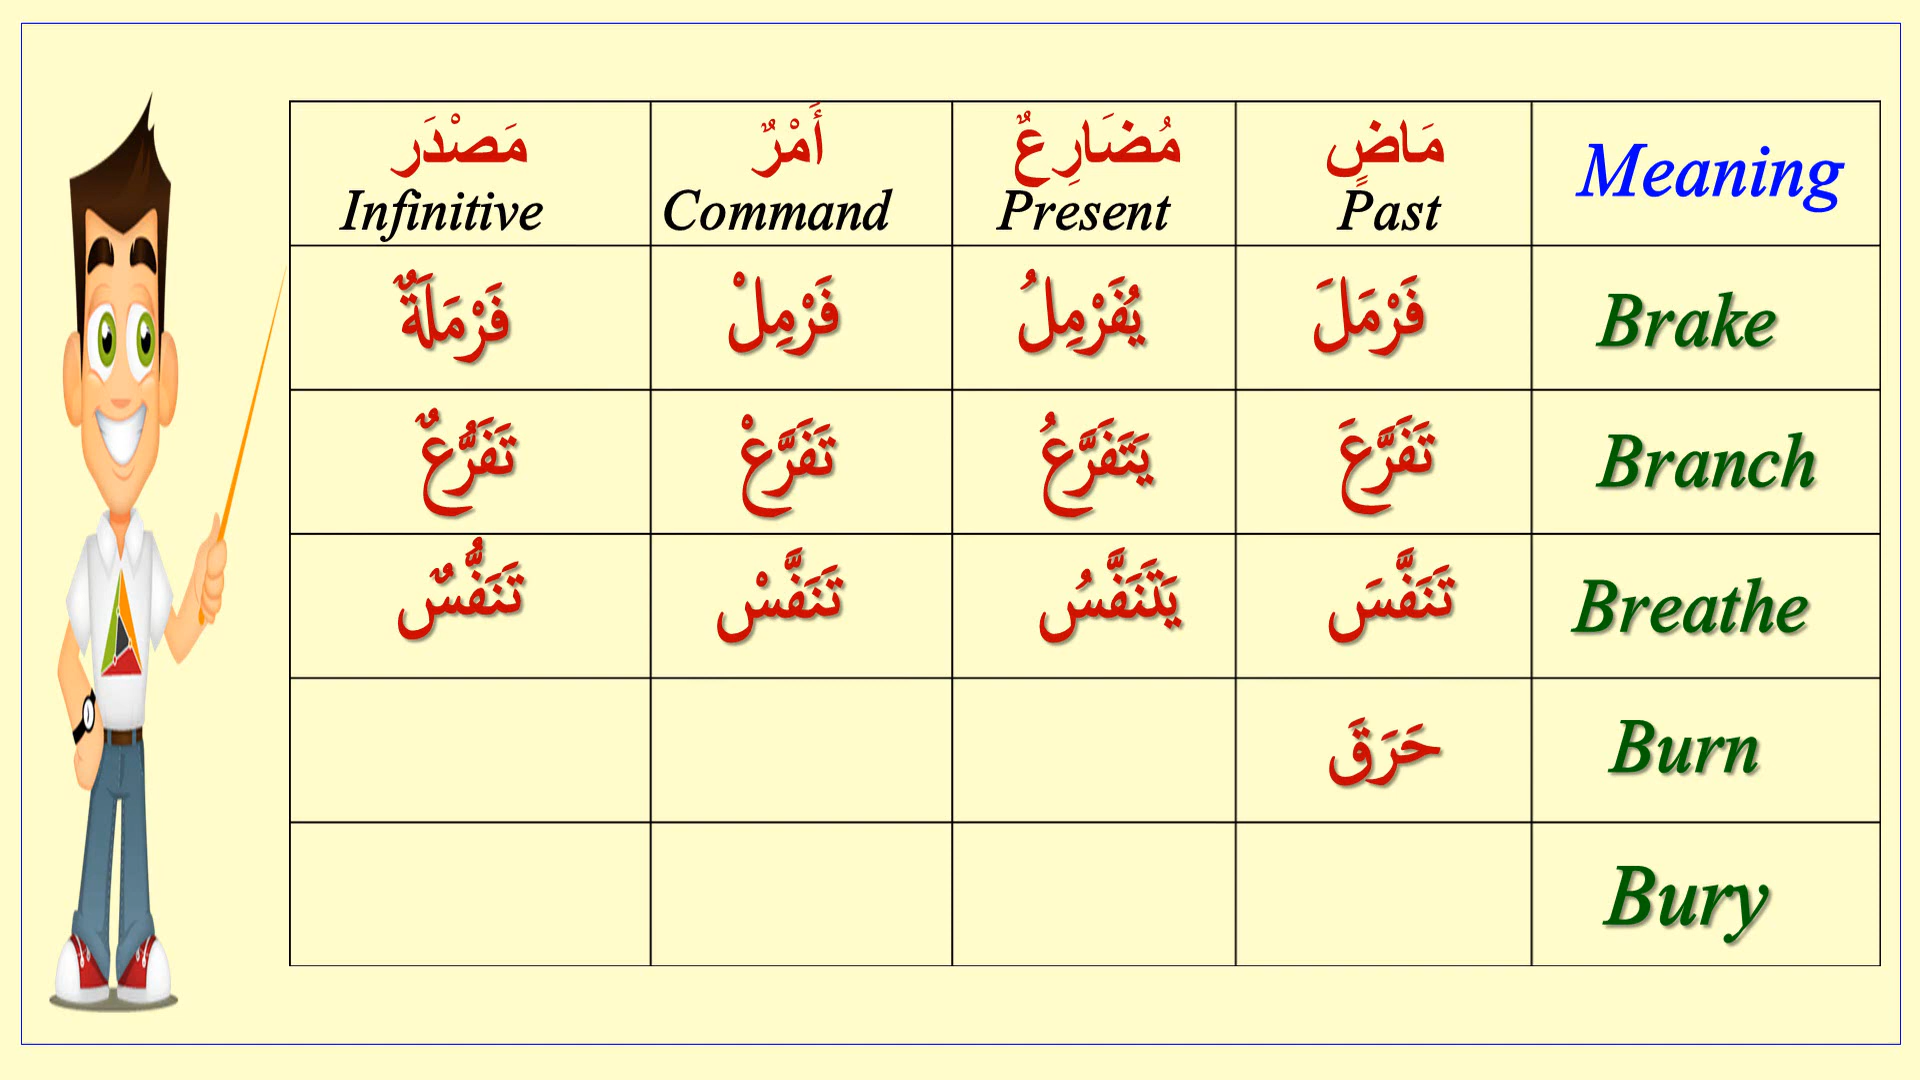 مَصْدَر أَمْرٌ مُضَارِعٌ مَاضٍ Meaning
Infinitive Command Present Past
فَرْمَلَةٌ فَرْمِلْ يُفَرْمِلُ فَرْمَلَ Brake
تَفَرُّعٌ تَفَرَّعْ يَتَفَرَّعُ تَفَرَّعَ Branch
تَنَفُّسٌ تَنَفَّسْ يَتَنَفَّسُ تَنَفَّسَ Breathe
حَرَقَ Burn
Bury